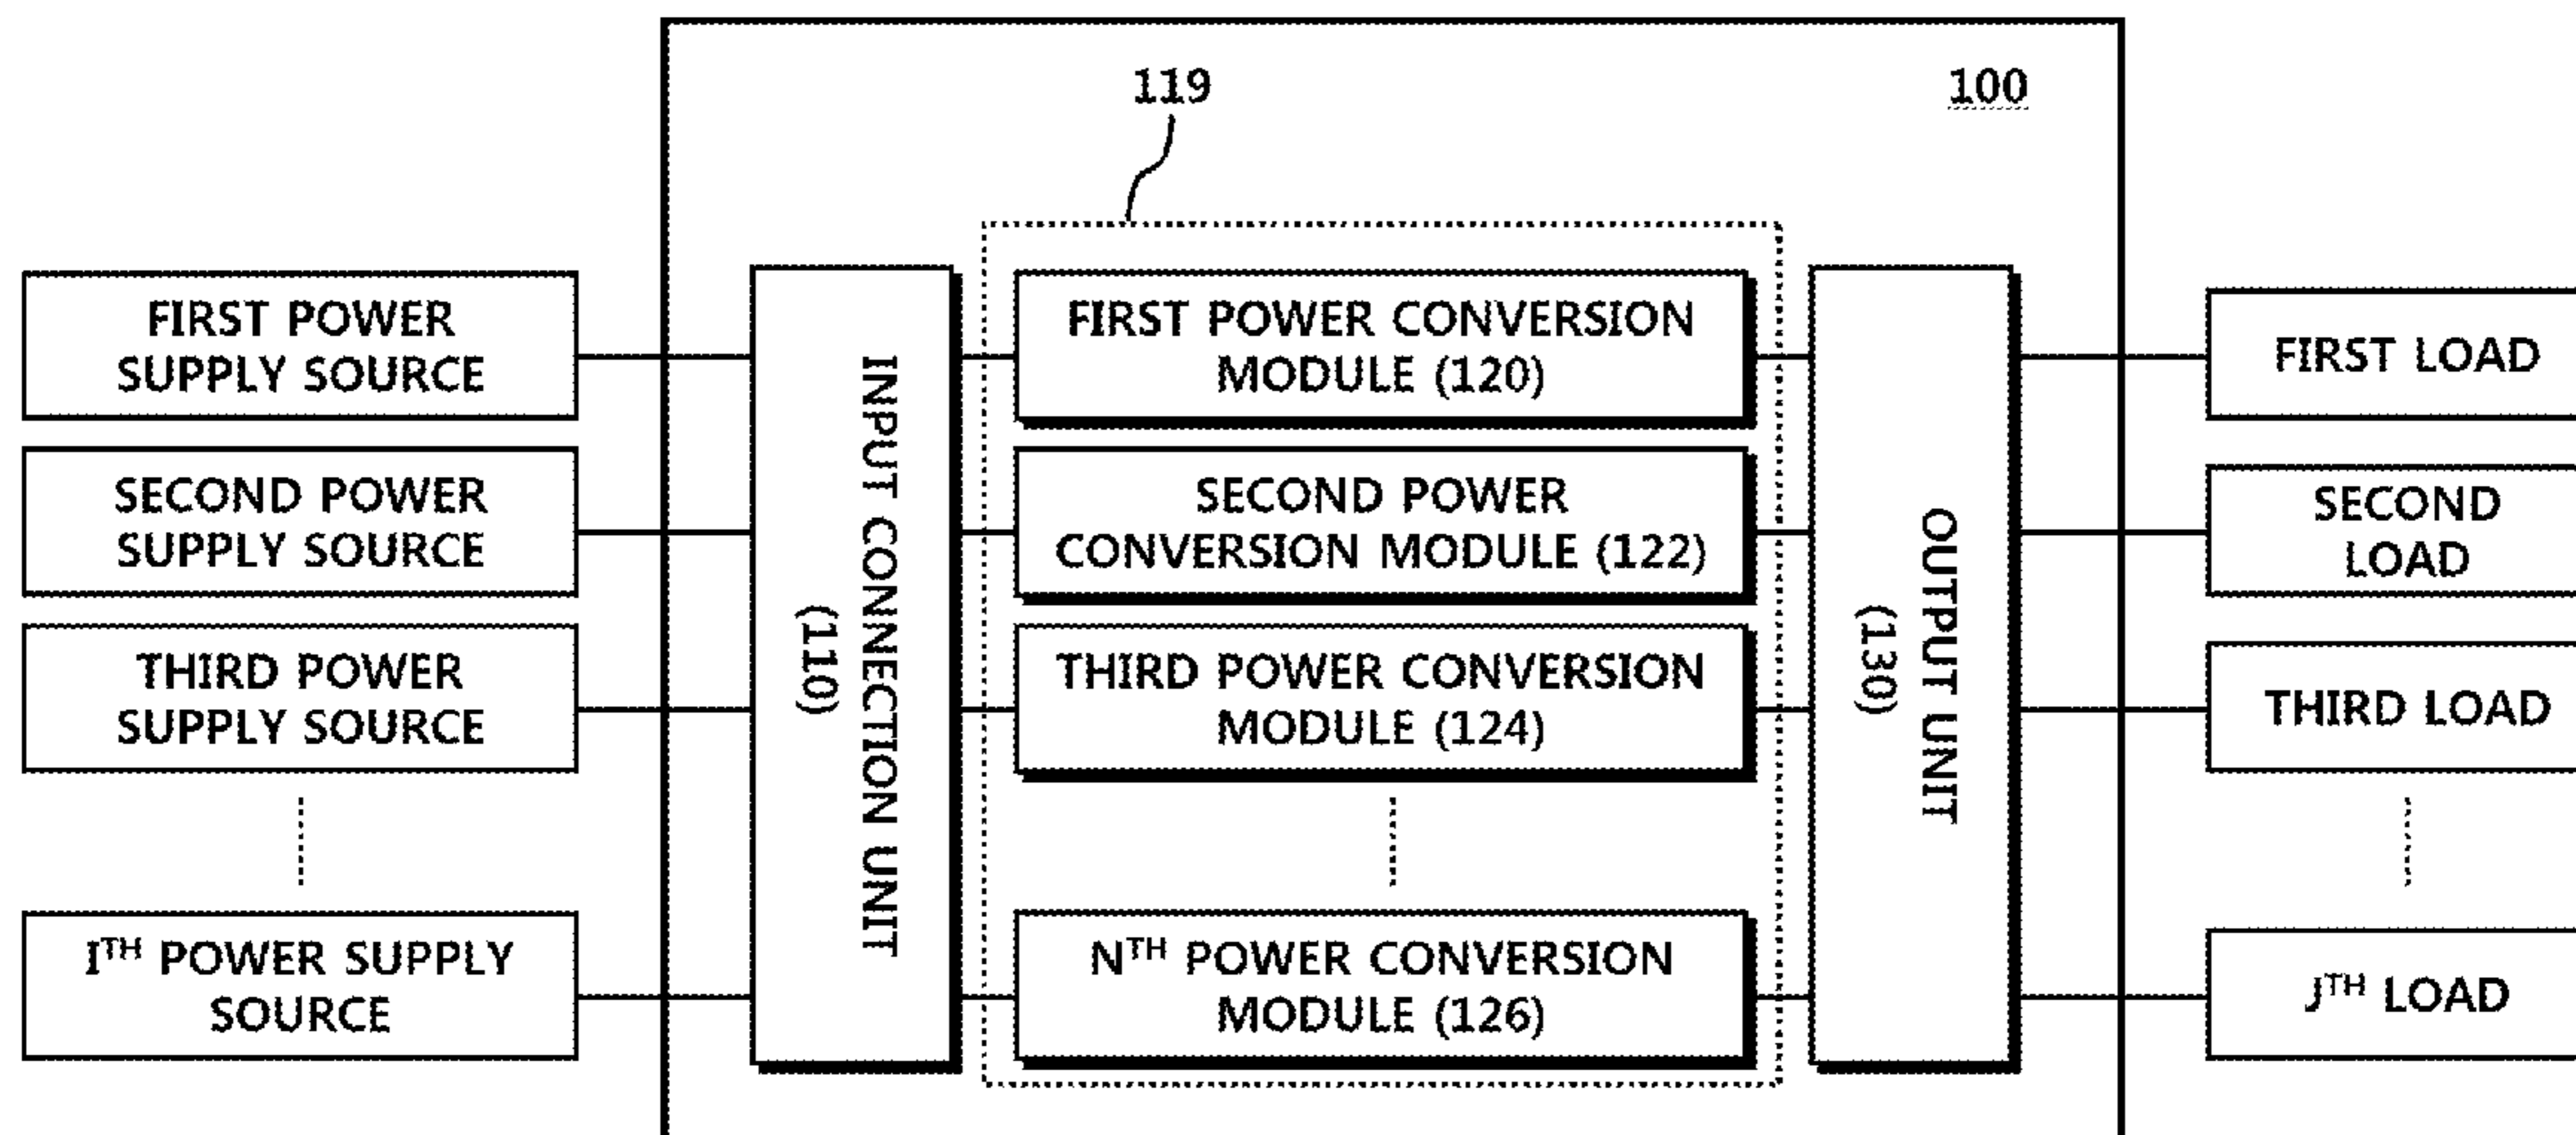 119
100
FIRST POWER
SUPPLY SOURCE
SECOND POWER
SUPPLY SOURCE
THIRD POWER
SUPPLY SOURCE
Iᵀᴴ POWER SUPPLY
SOURCE
INPUT CONNECTION UNIT
(110)
FIRST POWER CONVERSION
MODULE (120)
SECOND POWER
CONVERSION MODULE (122)
THIRD POWER CONVERSION
MODULE (124)
Nᵀᴴ POWER CONVERSION
MODULE (126)
OUTPUT UNIT
(130)
FIRST LOAD
SECOND
LOAD
THIRD LOAD
Jᵀᴴ LOAD